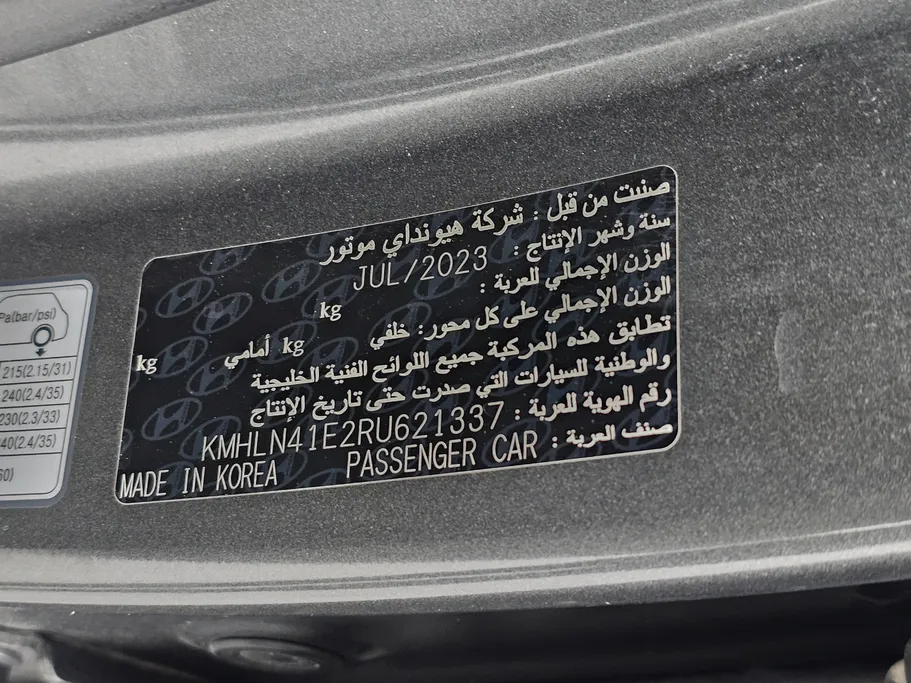 صنعت من قبل : شركة هيونداي موتور
سنة وشهر الإنتاج : JUL/2023
الوزن الإجمالي للعربة : kg
الوزن الإجمالي على كل محور: خلفي kg أمامي kg
تطابق هذه المركبة جميع اللوائح الفنية الخليجية
والوطنية للسيارات التي صدرت حتى تاريخ الإنتاج
رقم الهوية للعربة : KMHLN41E2RU621337
صنف العربة : PASSENGER CAR
MADE IN KOREA
Pa(bar/psi)
215(2.15/31)
240(2.4/35)
230(2.3/33)
40(2.4/35)
60)